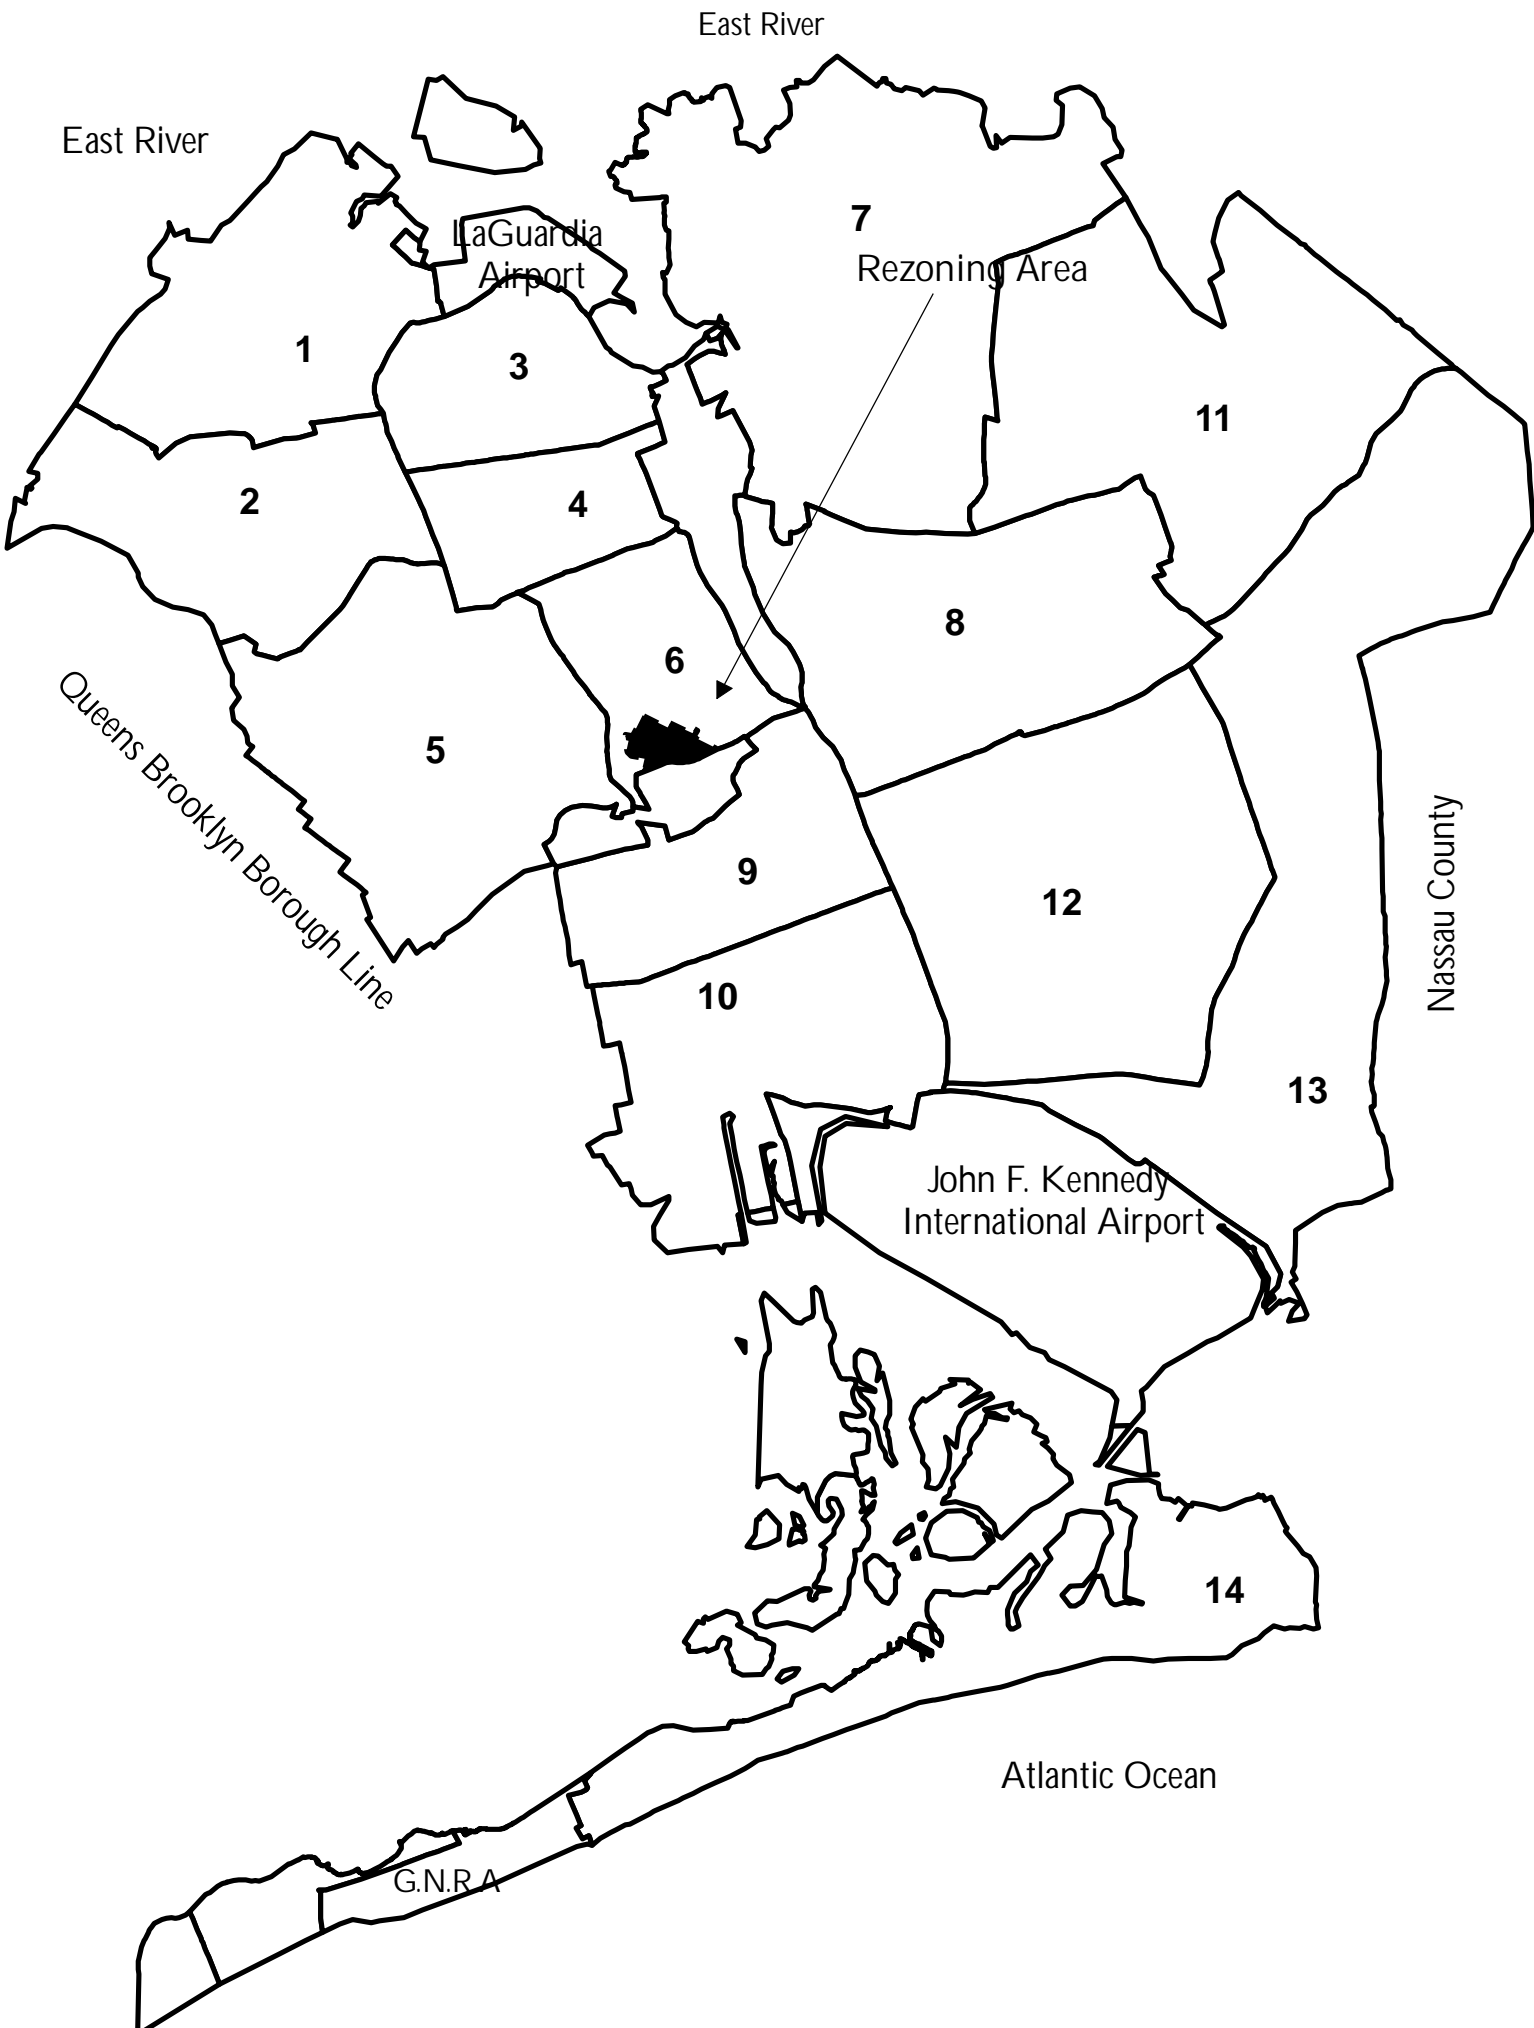 East River
East River
7
LaGuardia
Airport
Rezoning Area
1
3
11
2
4
8
6
5
Queens Brooklyn Borough Line
9
12
Nassau County
10
13
John F. Kennedy
International Airport
14
Atlantic Ocean
G.N.R.A